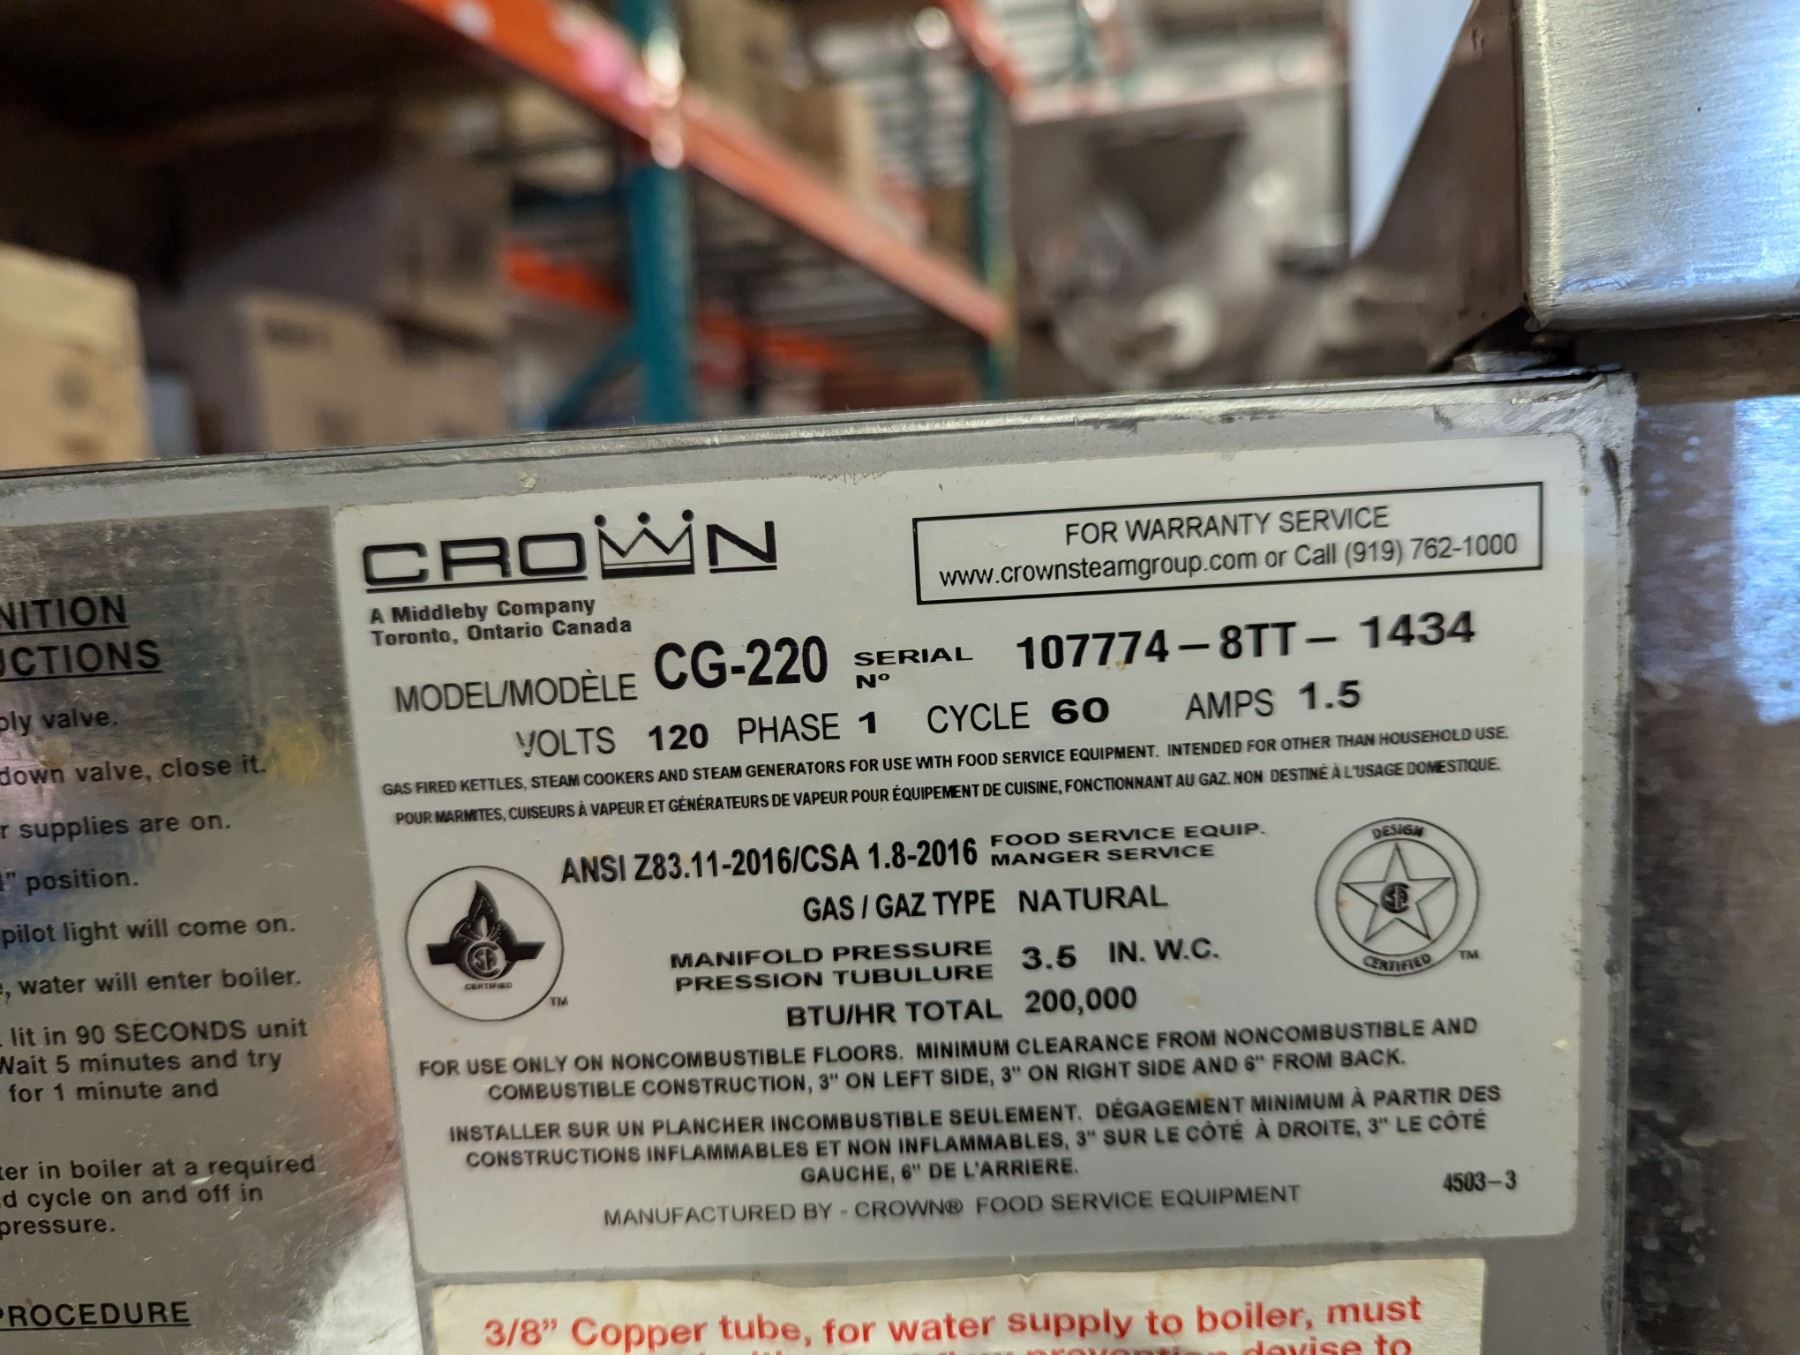 NITION
UCTIONS
ply valve.
down valve, close it.
r supplies are on.
" position.
pilot light will come on.
, water will enter boiler.
lit in 90 SECONDS unit
Wait 5 minutes and try
for 1 minute and
ter in boiler at a required
d cycle on and off in
pressure.
PROCEDURE
CROWN
A Middleby Company
Toronto, Ontario Canada
FOR WARRANTY SERVICE
www.crownsteamgroup.com or Call (919) 762-1000
MODEL/MODÈLE CG-220 SERIAL Nº 107774-8TT-1434
VOLTS 120 PHASE 1 CYCLE 60 AMPS 1.5
GAS FIRED KETTLES, STEAM COOKERS AND STEAM GENERATORS FOR USE WITH FOOD SERVICE EQUIPMENT. INTENDED FOR OTHER THAN HOUSEHOLD USE.
POUR MARMITES, CUISEURS À VAPEUR ET GÉNÉRATEURS DE VAPEUR POUR ÉQUIPEMENT DE CUISINE, FONCTIONNANT AU GAZ. NON DESTINÉ À L'USAGE DOMESTIQUE.
ANSI Z83.11-2016/CSA 1.8-2016 FOOD SERVICE EQUIP.
MANGER SERVICE
GAS / GAZ TYPE NATURAL
MANIFOLD PRESSURE
PRESSION TUBULURE 3.5 IN. W.C.
BTU/HR TOTAL 200,000
CERTIFIED
TM
DESIGN
CERTIFIED
TM
FOR USE ONLY ON NONCOMBUSTIBLE FLOORS. MINIMUM CLEARANCE FROM NONCOMBUSTIBLE AND
COMBUSTIBLE CONSTRUCTION, 3" ON LEFT SIDE, 3" ON RIGHT SIDE AND 6" FROM BACK.
INSTALLER SUR UN PLANCHER INCOMBUSTIBLE SEULEMENT. DÉGAGEMENT MINIMUM À PARTIR DES
CONSTRUCTIONS INFLAMMABLES ET NON INFLAMMABLES, 3" SUR LE CÔTÉ À DROITE, 3" LE CÔTÉ
GAUCHE, 6" DE L'ARRIERE.
MANUFACTURED BY - CROWN® FOOD SERVICE EQUIPMENT
4503-3
3/8" Copper tube, for water supply to boiler, must
devise to